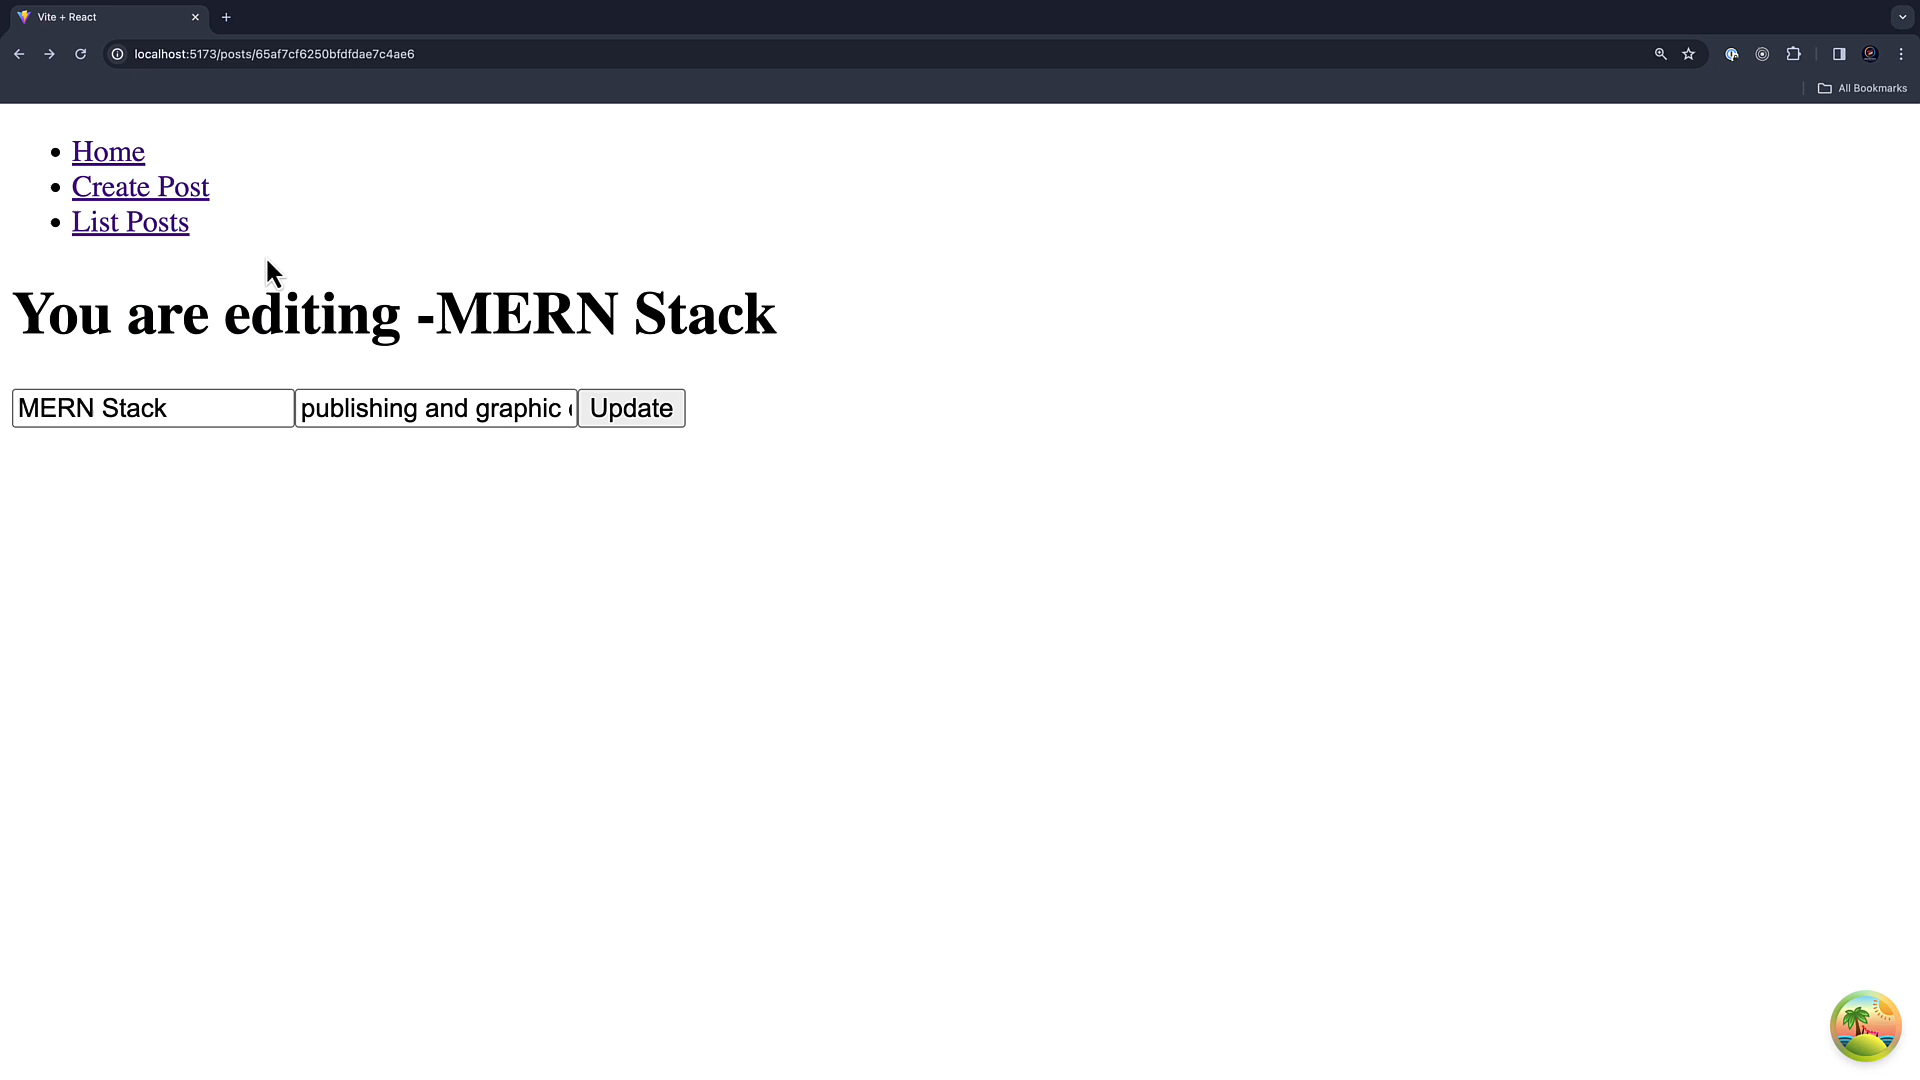 Vite + React
localhost:5173/posts/65af7cf6250bfdfdae7c4ae6
All Bookmarks
Home
Create Post
List Posts
You are editing -MERN Stack
MERN Stack publishing and graphic Update